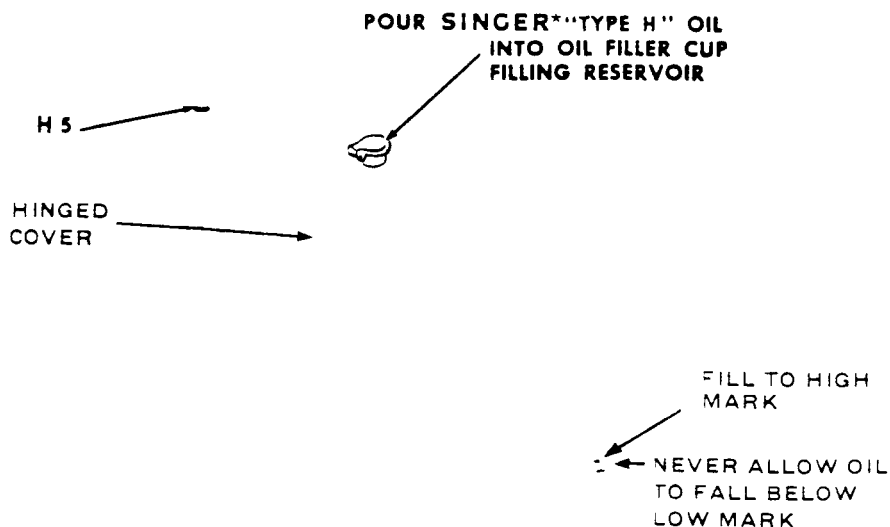 POUR SINGER*"TYPE H" OIL
INTO OIL FILLER CUP
FILLING RESERVOIR
H5
HINGED
COVER
FILL TO HIGH
MARK
NEVER ALLOW OIL
TO FALL BELOW
LOW MARK